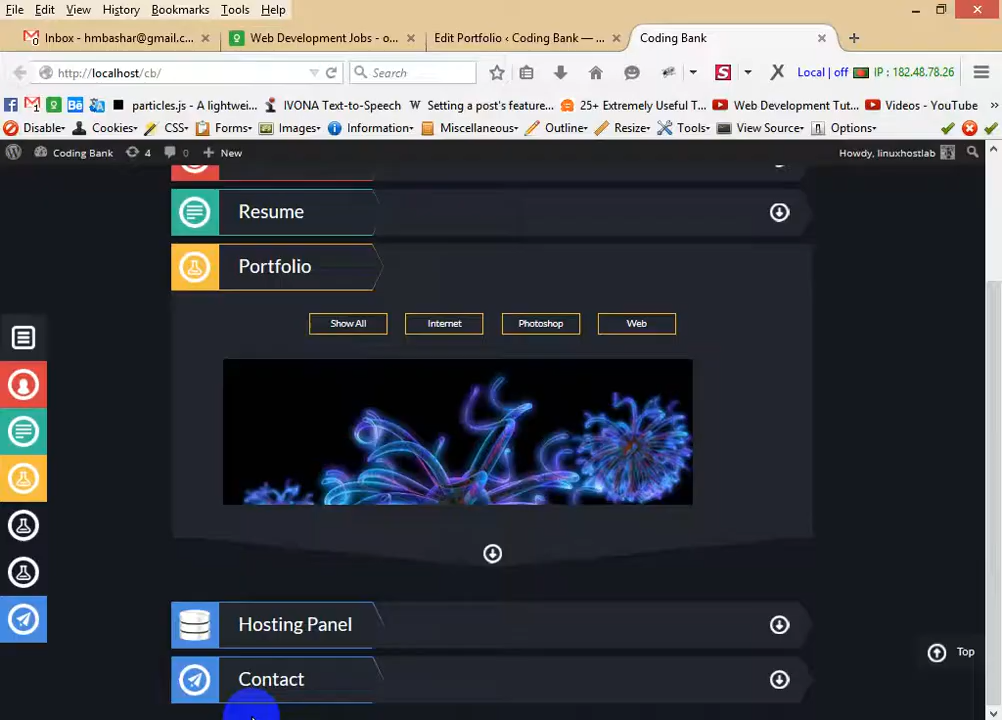 File Edit View History Bookmarks Tools Help
0 Inbox - hmbashar@gmail.c... × Web Development Jobs - o... × Edit Portfolio ‹ Coding Bank —... × Coding Bank × +
http://localhost/cb/ Search Local | off IP : 182.48.78.26
Bē particles.js - A lightwei... IVONA Text-to-Speech W Setting a post's feature... 25+ Extremely Useful T... Web Development Tut... Videos - YouTube »
Disable▾ Cookies▾ CSS▾ Forms▾ Images▾ Information▾ Miscellaneous▾ Outline▾ Resize▾ Tools▾ View Source▾ Options▾
Coding Bank 4 0 + New Howdy, linuxhostlab
Resume
Portfolio
Show All Internet Photoshop Web
Hosting Panel
Top
Contact